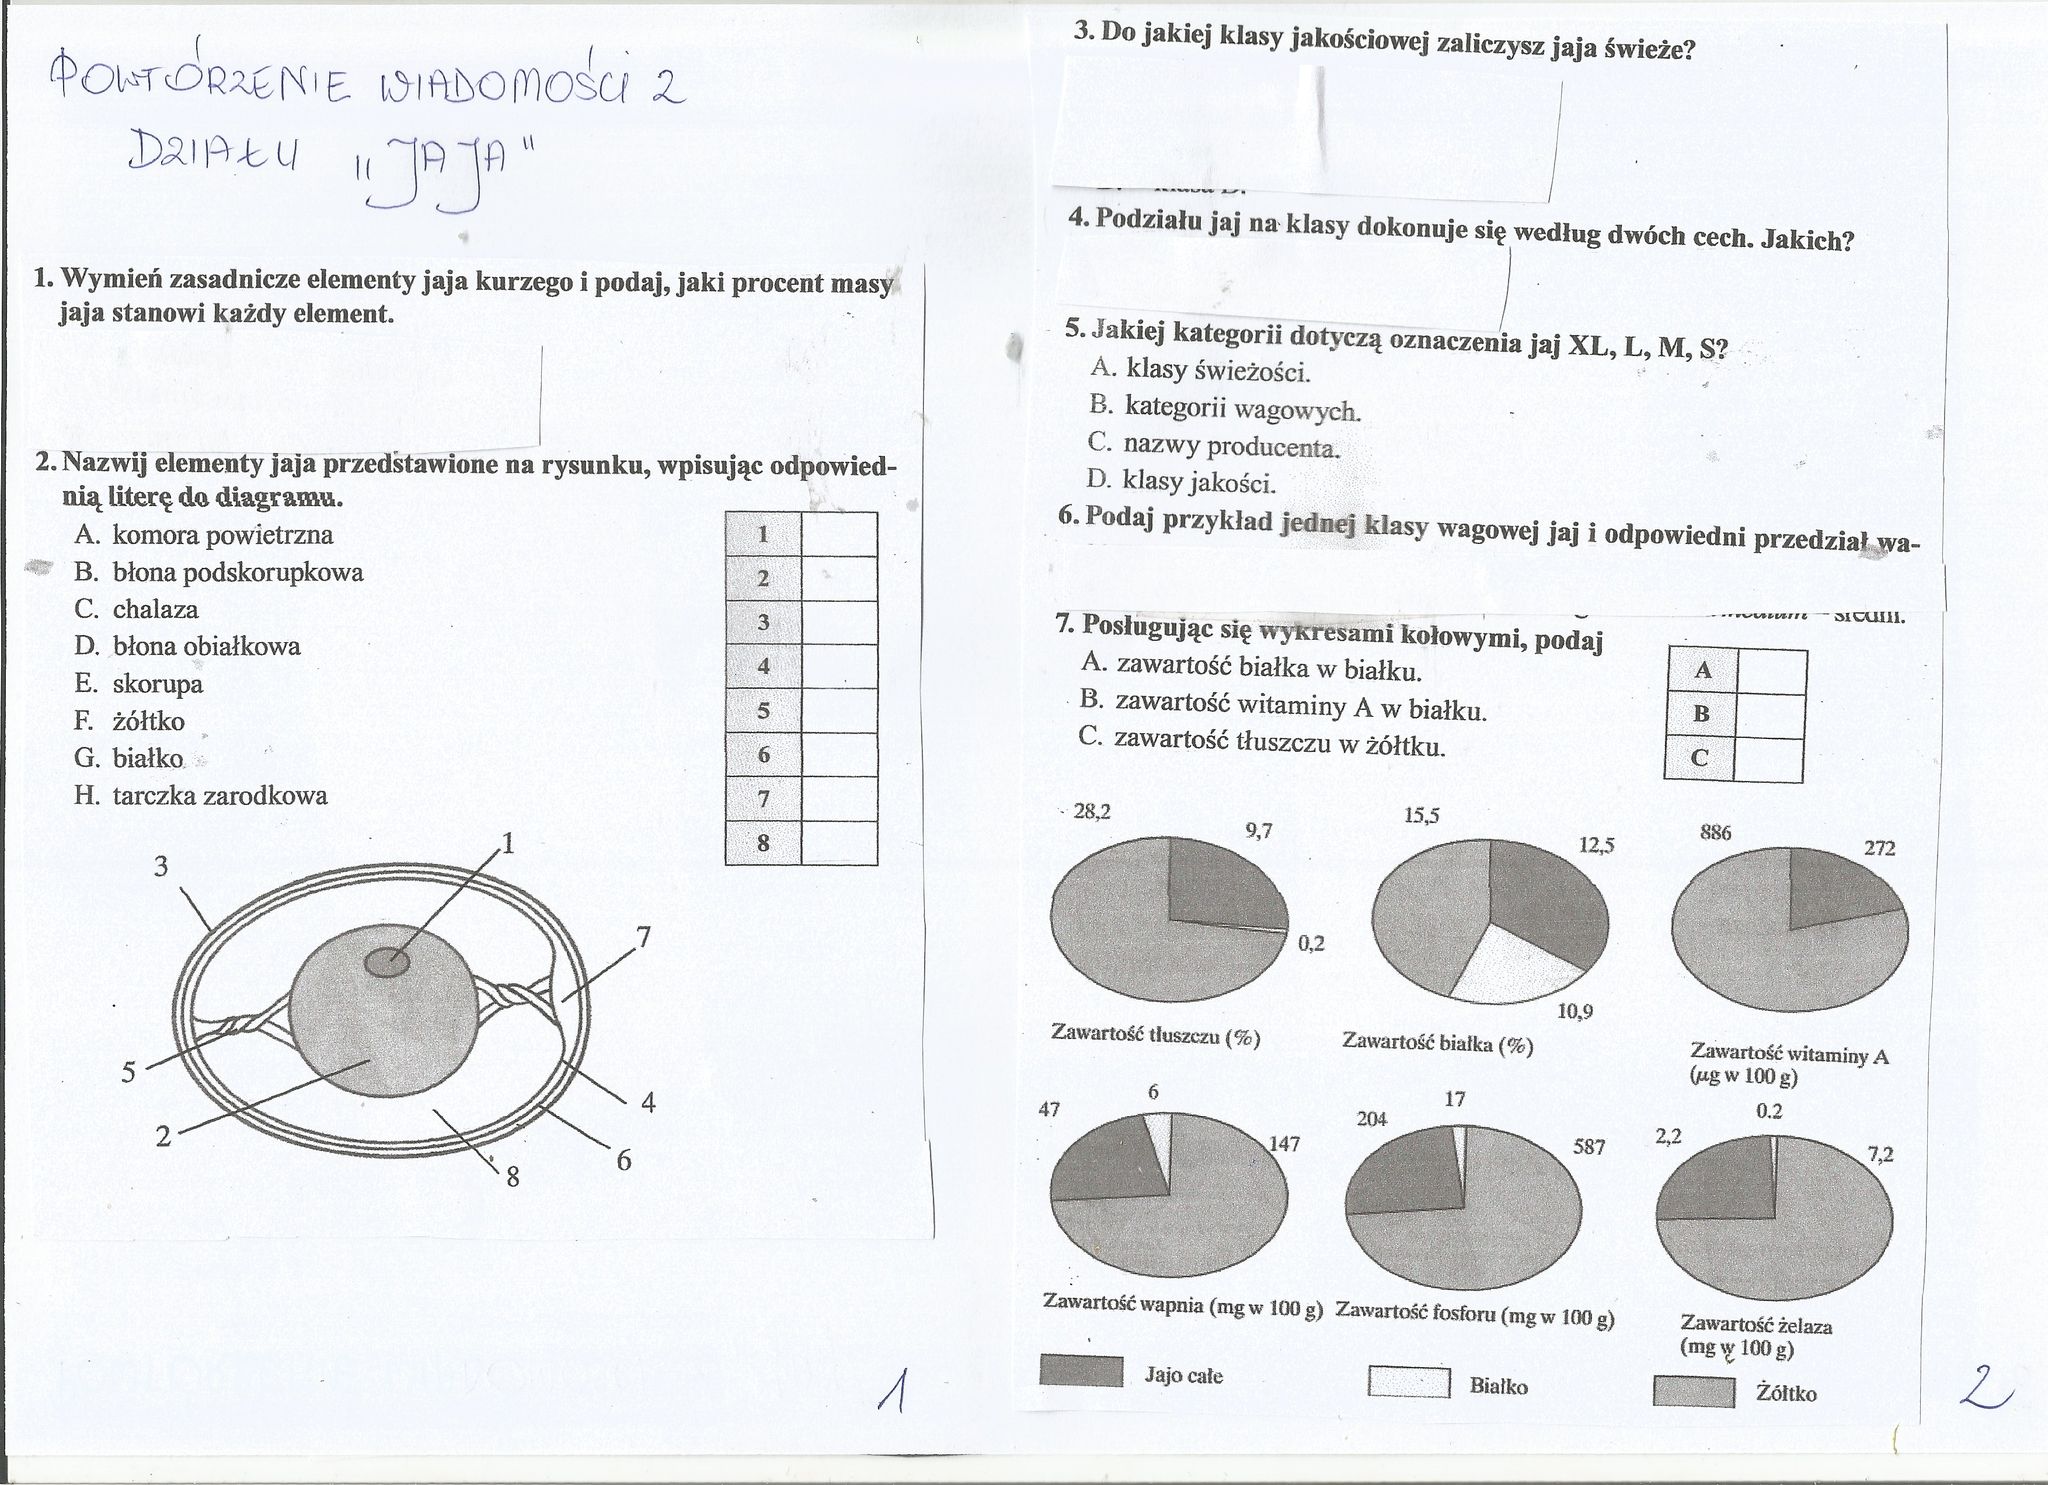 POWTÓRZENIE WIADOMOŚCI Z
DZIAŁU „JAJA"
1. Wymień zasadnicze elementy jaja kurzego i podaj, jaki procent masy
jaja stanowi każdy element.
2. Nazwij elementy jaja przedstawione na rysunku, wpisując odpowied-
nią literę do diagramu.
A. komora powietrzna
B. błona podskorupkowa
C. chalaza
D. błona obiałkowa
E. skorupa
F. żółtko
G. białko
H. tarczka zarodkowa
1
2
3
4
5
6
7
8
1
3
7
5
4
2
6
8
1
3. Do jakiej klasy jakościowej zaliczysz jaja świeże?
4. Podziału jaj na klasy dokonuje się według dwóch cech. Jakich?
5. Jakiej kategorii dotyczą oznaczenia jaj XL, L, M, S?
A. klasy świeżości.
B. kategorii wagowych.
C. nazwy producenta.
D. klasy jakości.
6. Podaj przykład jednej klasy wagowej jaj i odpowiedni przedział wa-
7. Posługując się wykresami kołowymi, podaj
A. zawartość białka w białku.
B. zawartość witaminy A w białku.
C. zawartość tłuszczu w żółtku.
A
B
C
28,2
9,7
0,2
Zawartość tłuszczu (%)
15,5
12,5
10,9
Zawartość białka (%)
886
272
Zawartość witaminy A
(µg w 100 g)
47
6
147
Zawartość wapnia (mg w 100 g)
204
17
587
Zawartość fosforu (mg w 100 g)
2,2
0.2
7,2
Zawartość żelaza
(mg w 100 g)
Jajo całe
Białko
Żółtko
2